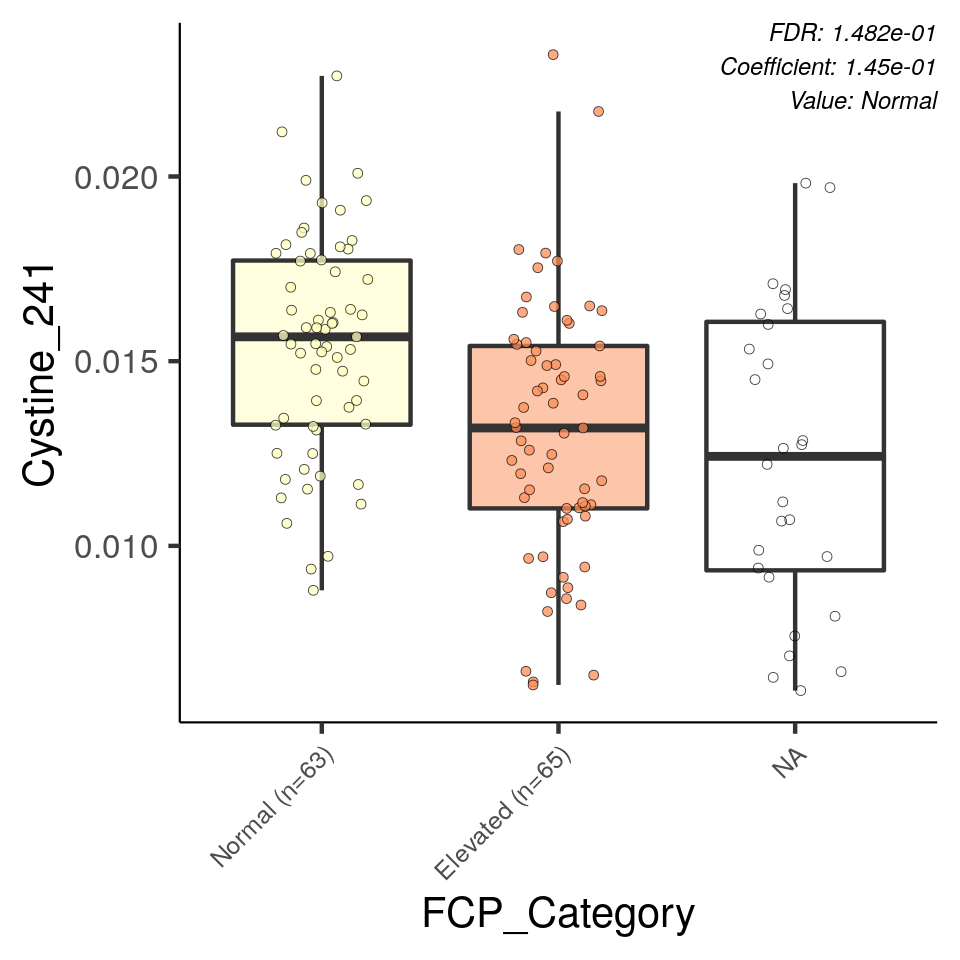 FDR: 1.482e-01
Coefficient: 1.45e-01
Value: Normal
Cystine_241
0.020
0.015
0.010
Normal (n=63)
Elevated (n=65)
NA
FCP_Category